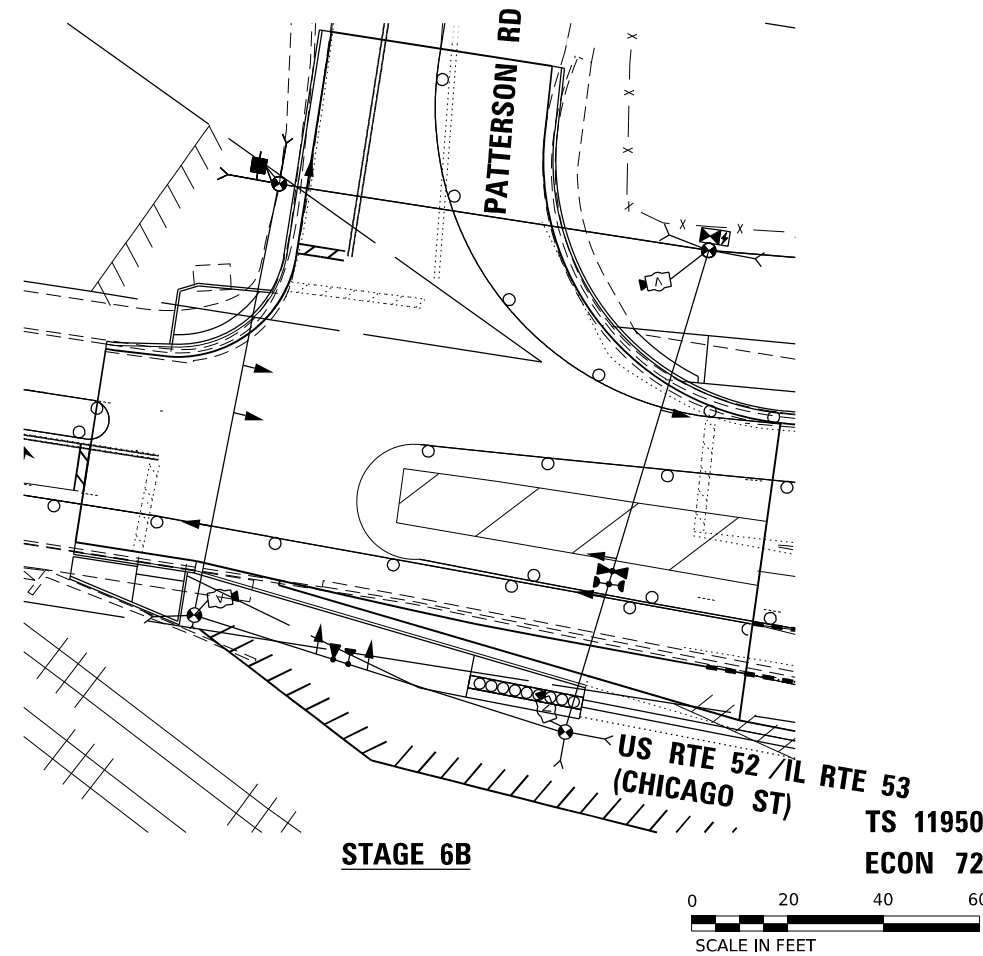 PATTERSON RD
US RTE 52 / IL RTE 53
(CHICAGO ST)
TS 11950
ECON 72
STAGE 6B
0 20 40 60
SCALE IN FEET